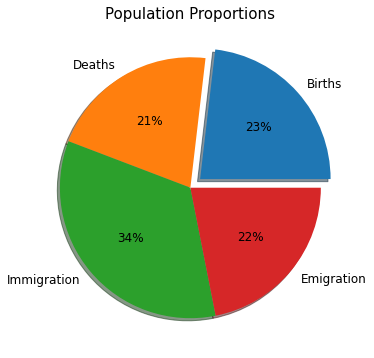 Population Proportions
Deaths
Births
21%
23%
34%
22%
Immigration
Emigration